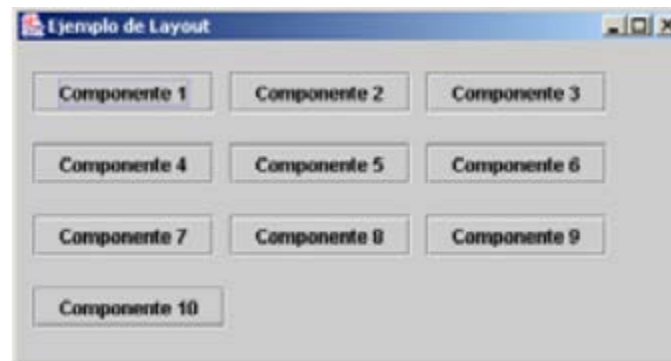 Ejemplo de Layout
Componente 1 Componente 2 Componente 3
Componente 4 Componente 5 Componente 6
Componente 7 Componente 8 Componente 9
Componente 10